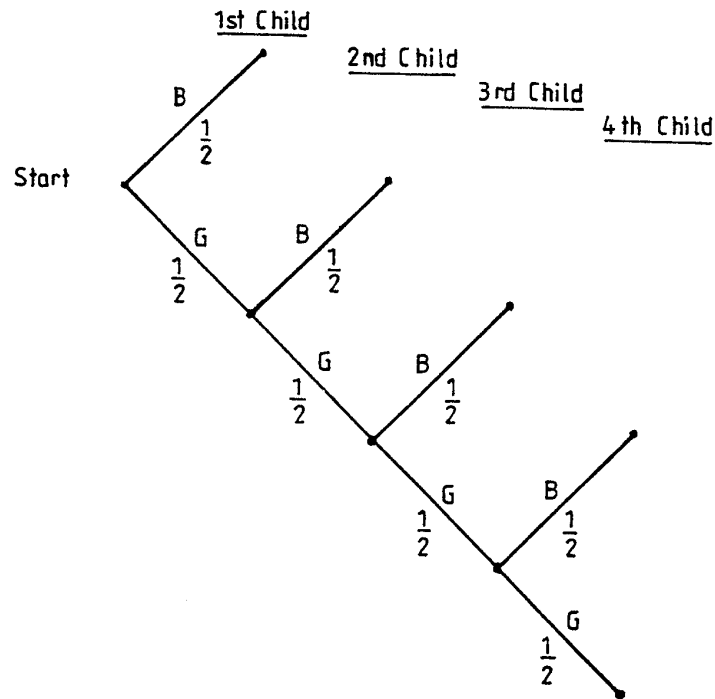 1st Child
2nd Child
3rd Child
4th Child
B
1/2
Start
G
1/2
B
1/2
G
1/2
B
1/2
G
1/2
B
1/2
G
1/2